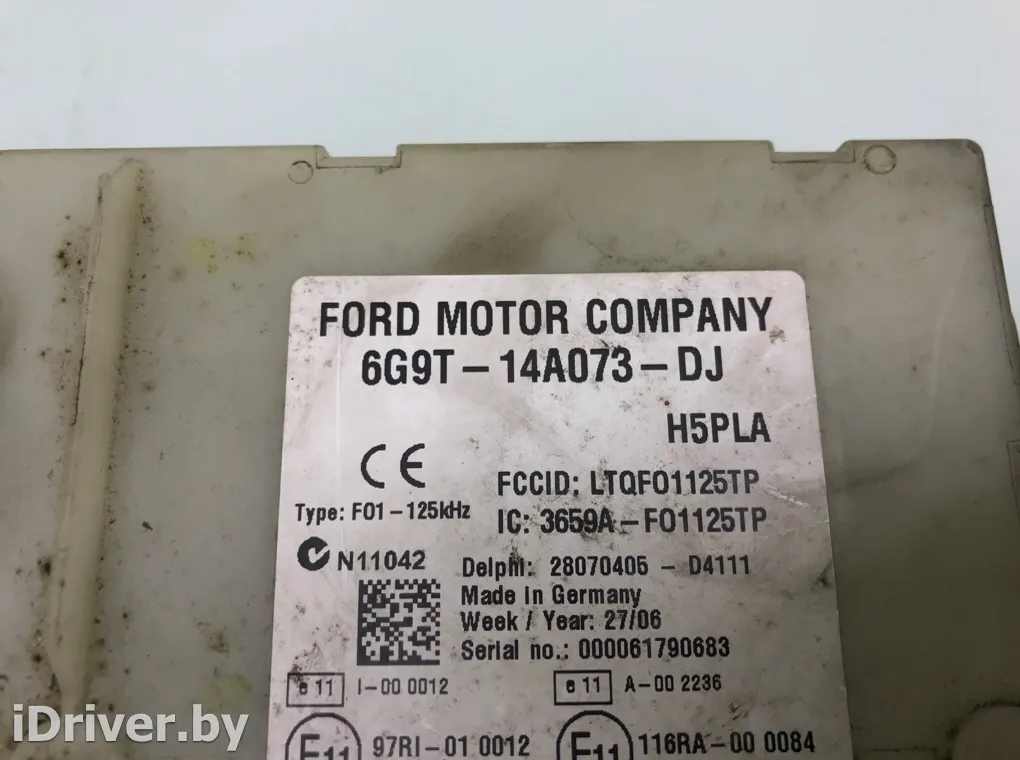 FORD MOTOR COMPANY
6G9T-14A073-DJ
H5PLA
CE
FCCID: LTQFO1125TP
Type: F01-125kHz
IC: 3659A-FO1125TP
N11042
Delphi: 28070405 - D4111
Made in Germany
Week / Year: 27/06
Serial no.: 000061790683
e11 I-00 0012
e11 A-00 2236
E11 97RI-01 0012
E11 116RA-00 0084
iDriver.by